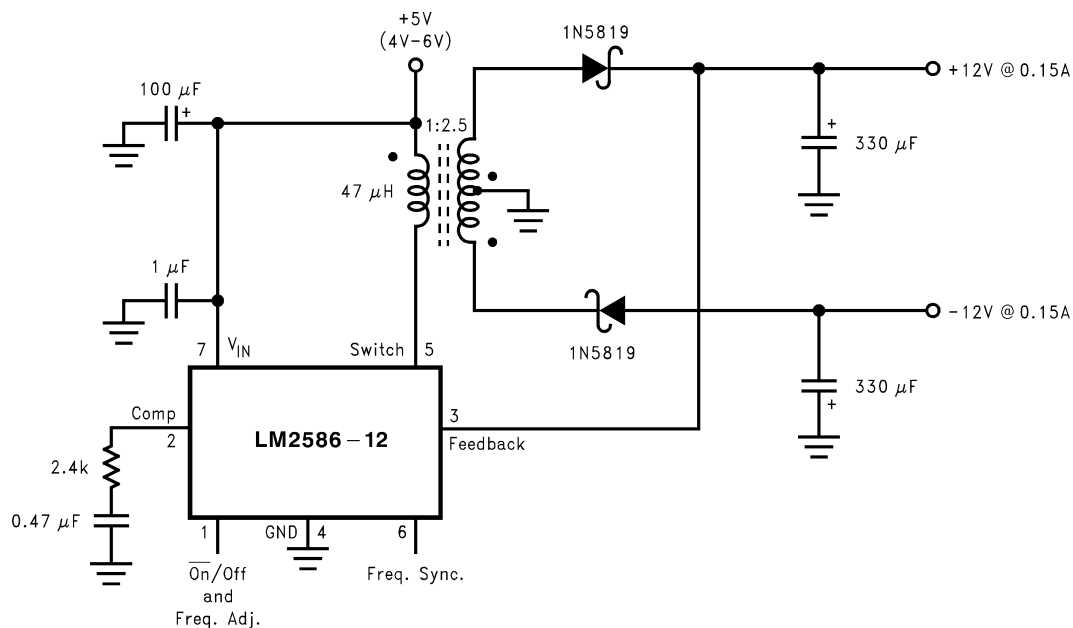 +5V
(4V–6V)
1N5819
+12V @ 0.15A
100 μF
+
1:2.5
+
330 μF
47 μH
1 μF
-12V @ 0.15A
1N5819
7
VIN
Switch
5
330 μF
+
Comp
2
3
Feedback
LM2586–12
2.4k
0.47 μF
1
GND
4
6
O̅n̅/Off
and
Freq. Adj.
Freq. Sync.